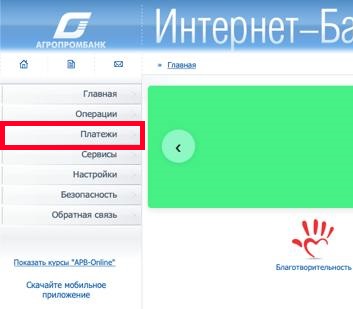 АГРОПРОМБАНК
Интернет-Ба
» Главная
Главная
Операции
Платежи
Сервисы
Настройки
Безопасность
Обратная связь
Показать курсы "APB-Online"
Скачайте мобильное
приложение
Благотворительность